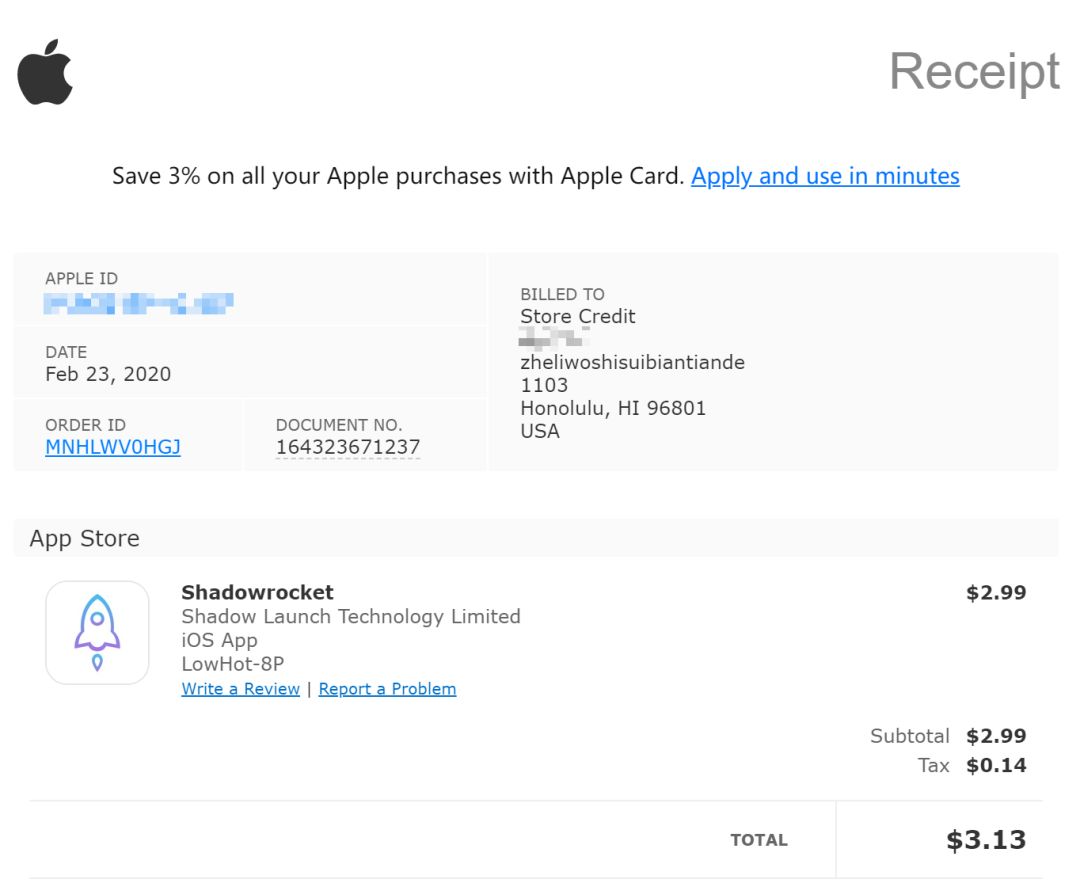 Receipt
Save 3% on all your Apple purchases with Apple Card. Apply and use in minutes
APPLE ID
DATE
Feb 23, 2020
ORDER ID
MNHLWV0HGJ
DOCUMENT NO.
164323671237
BILLED TO
Store Credit
zheliwoshisuibiantiande
1103
Honolulu, HI 96801
USA
App Store
Shadowrocket
$2.99
Shadow Launch Technology Limited
iOS App
LowHot-8P
Write a Review | Report a Problem
Subtotal $2.99
Tax $0.14
TOTAL $3.13